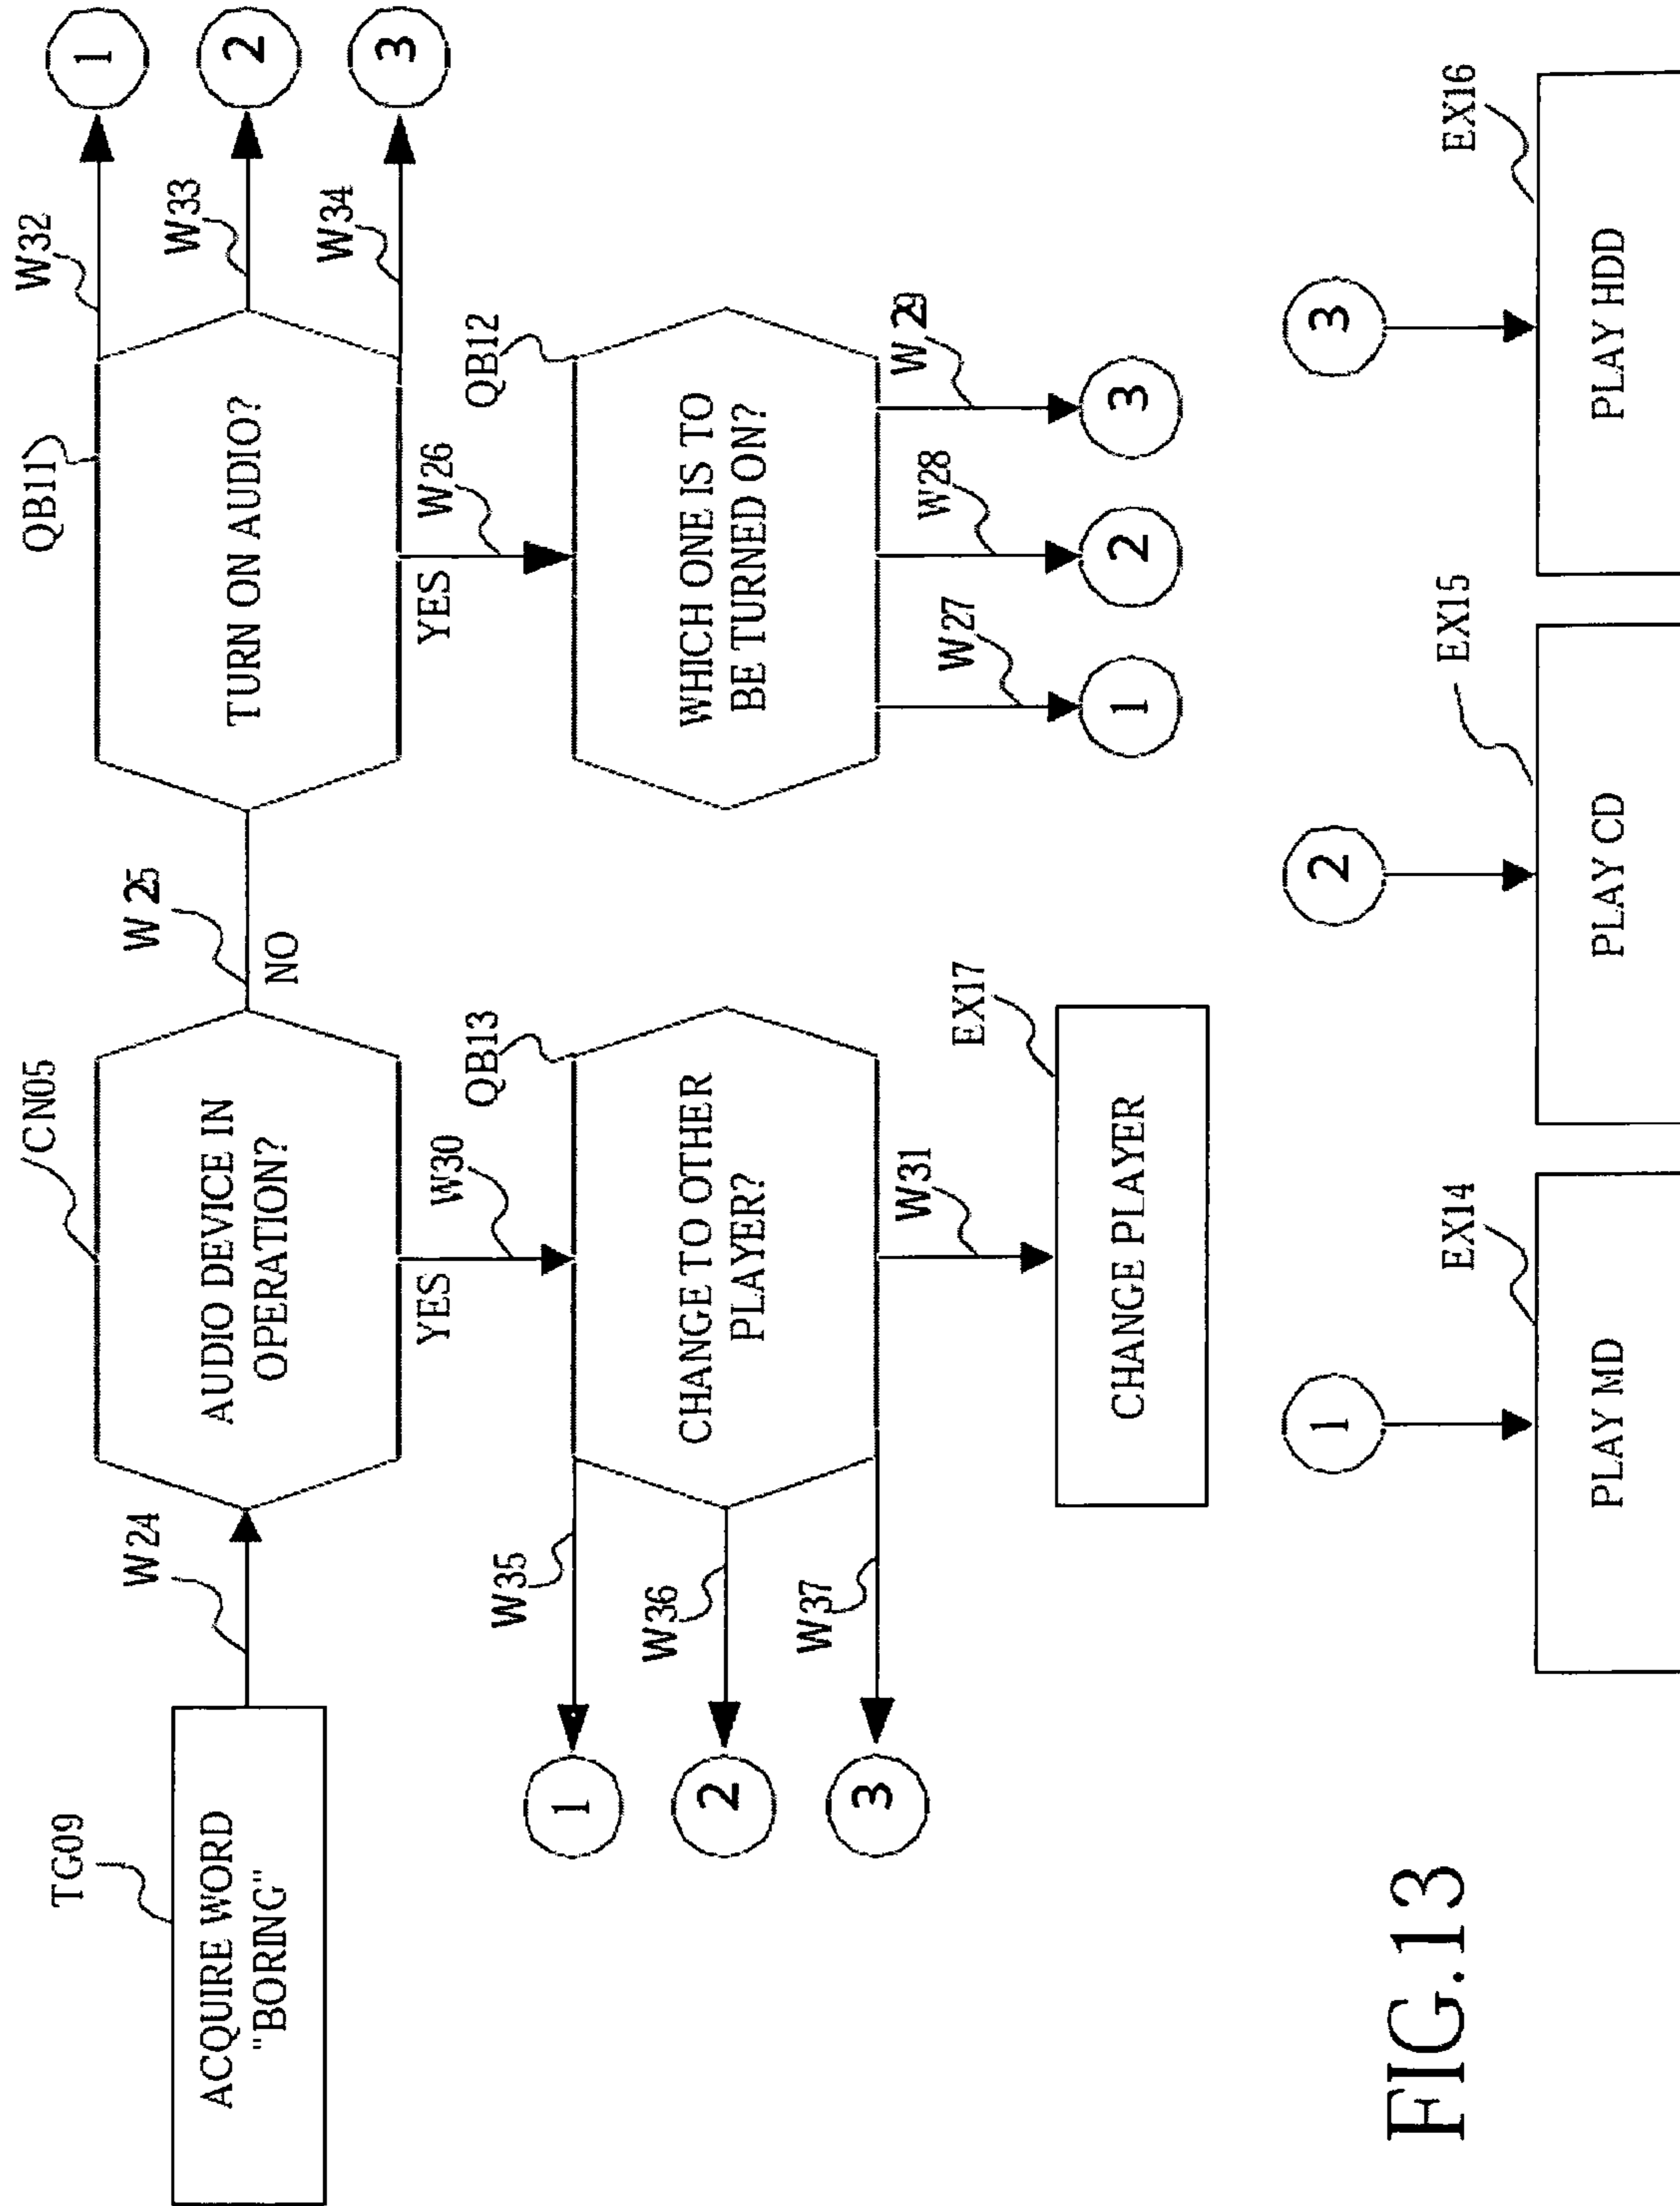 TG09
ACQUIRE WORD
"BORING"
W24
CN05
AUDIO DEVICE IN
OPERATION?
W25
NO
QB11
TURN ON AUDIO?
W32
1
W33
2
W34
3
YES
W30
YES
W26
QB13
CHANGE TO OTHER
PLAYER?
W35
1
W36
2
W37
3
W31
EX17
CHANGE PLAYER
QB12
WHICH ONE IS TO
BE TURNED ON?
W27
1
W28
2
W29
3
1
EX14
PLAY MD
2
EX15
PLAY CD
3
EX16
PLAY HDD
FIG.13